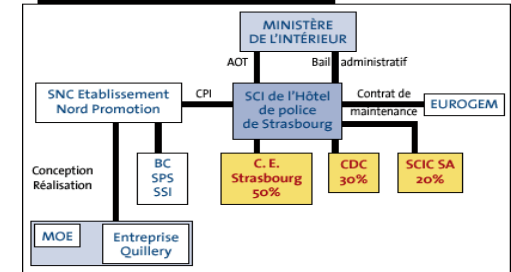 MINISTÈRE
DE L'INTÉRIEUR
AOT
Bail administratif
SNC Etablissement
Nord Promotion
CPI
SCI de l'Hôtel
de police
de Strasbourg
Contrat de
maintenance
EUROGEM
Conception
Réalisation
BC
SPS
SSI
C. E.
Strasbourg
50%
CDC
30%
SCIC SA
20%
MOE
Entreprise
Quillery